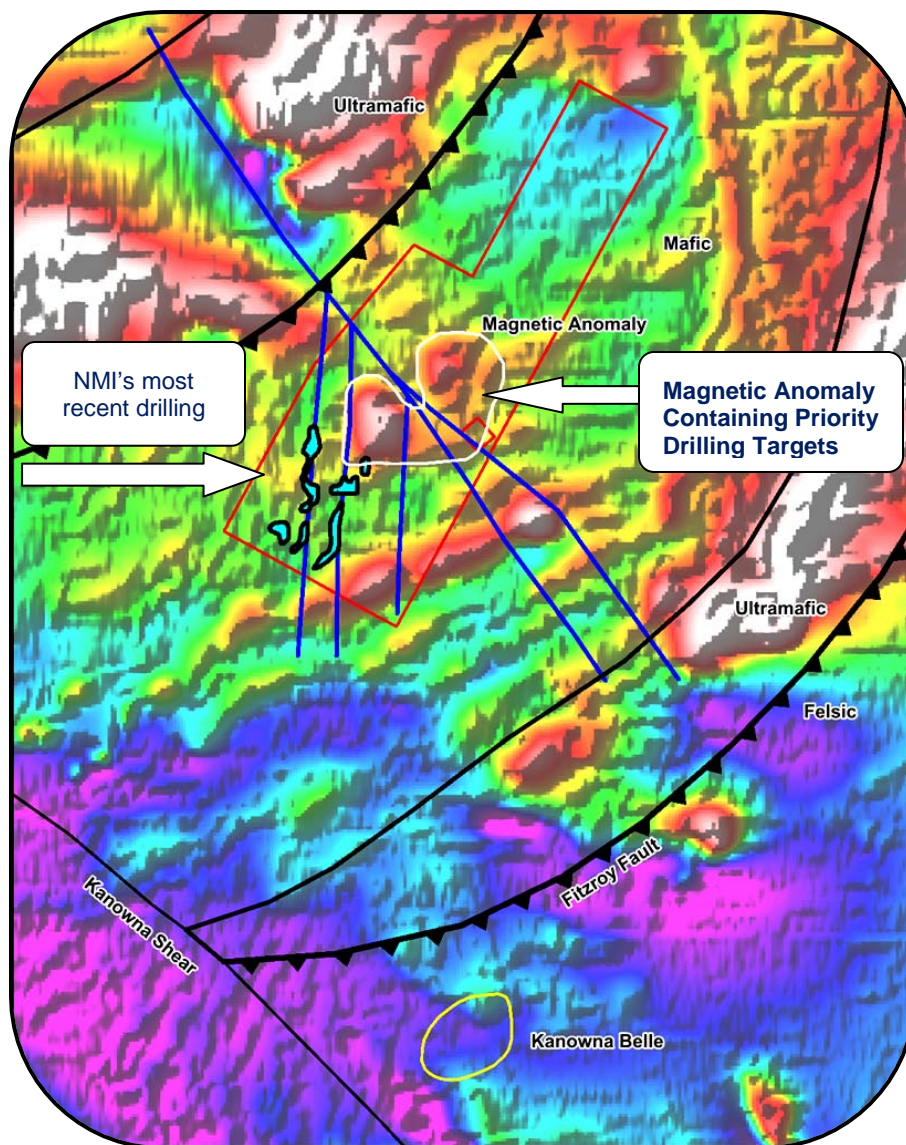 Ultramafic
Mafic
Magnetic Anomaly
NMI's most
recent drilling
Magnetic Anomaly
Containing Priority
Drilling Targets
Ultramafic
Felsic
Fitzroy Fault
Kanowna Shear
Kanowna Belle